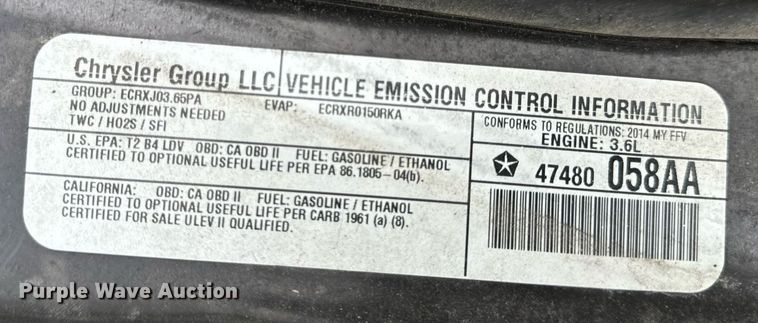 Chrysler Group LLC VEHICLE EMISSION CONTROL INFORMATION
GROUP: ECRXJ03.65PA EVAP: ECRXR0150RKA
NO ADJUSTMENTS NEEDED
TWC / HO2S / SFI
CONFORMS TO REGULATIONS: 2014 MY FFV
ENGINE: 3.6L
U.S. EPA: T2 B4 LDV OBD: CA OBD II FUEL: GASOLINE / ETHANOL
CERTIFIED TO OPTIONAL USEFUL LIFE PER EPA 86.1805-04(b).
47480 058AA
CALIFORNIA: OBD: CA OBD II FUEL: GASOLINE / ETHANOL
CERTIFIED TO OPTIONAL USEFUL LIFE PER CARB 1961 (a) (8).
CERTIFIED FOR SALE ULEV II QUALIFIED.
Purple Wave Auction